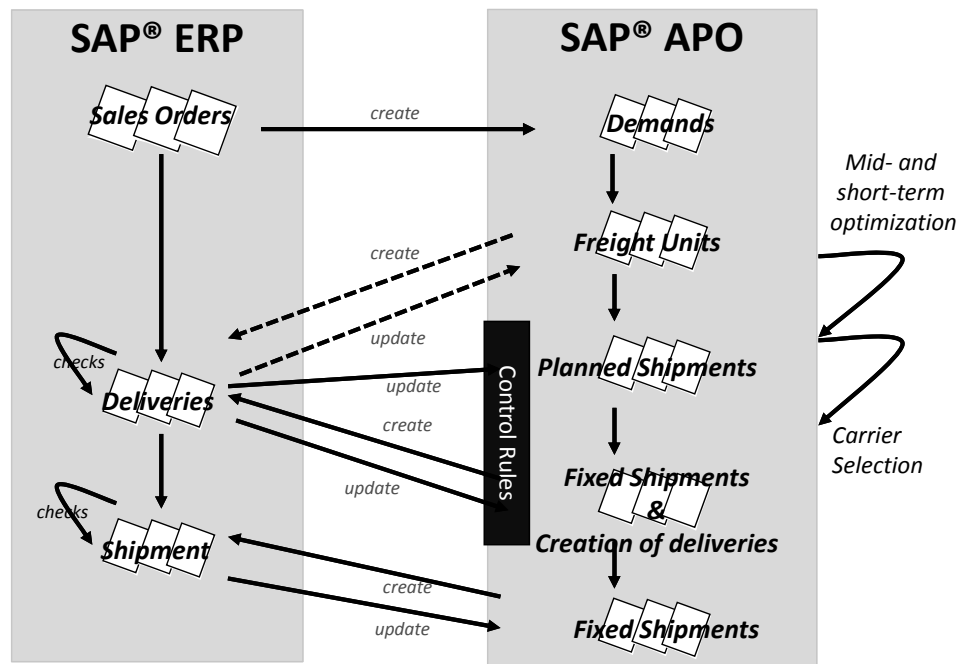 SAP® ERP
SAP® APO
Sales Orders
create
Demands
Mid- and
short-term
optimization
Freight Units
create
update
checks
Planned Shipments
update
Deliveries
create
Control Rules
Carrier
Selection
update
Fixed Shipments
&
Creation of deliveries
checks
Shipment
create
update
Fixed Shipments